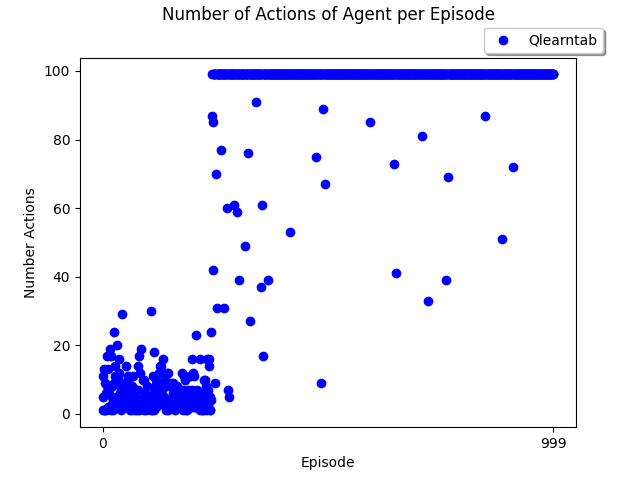 Number of Actions of Agent per Episode
Qlearntab
100
80
60
40
20
0
Number Actions
0 999
Episode